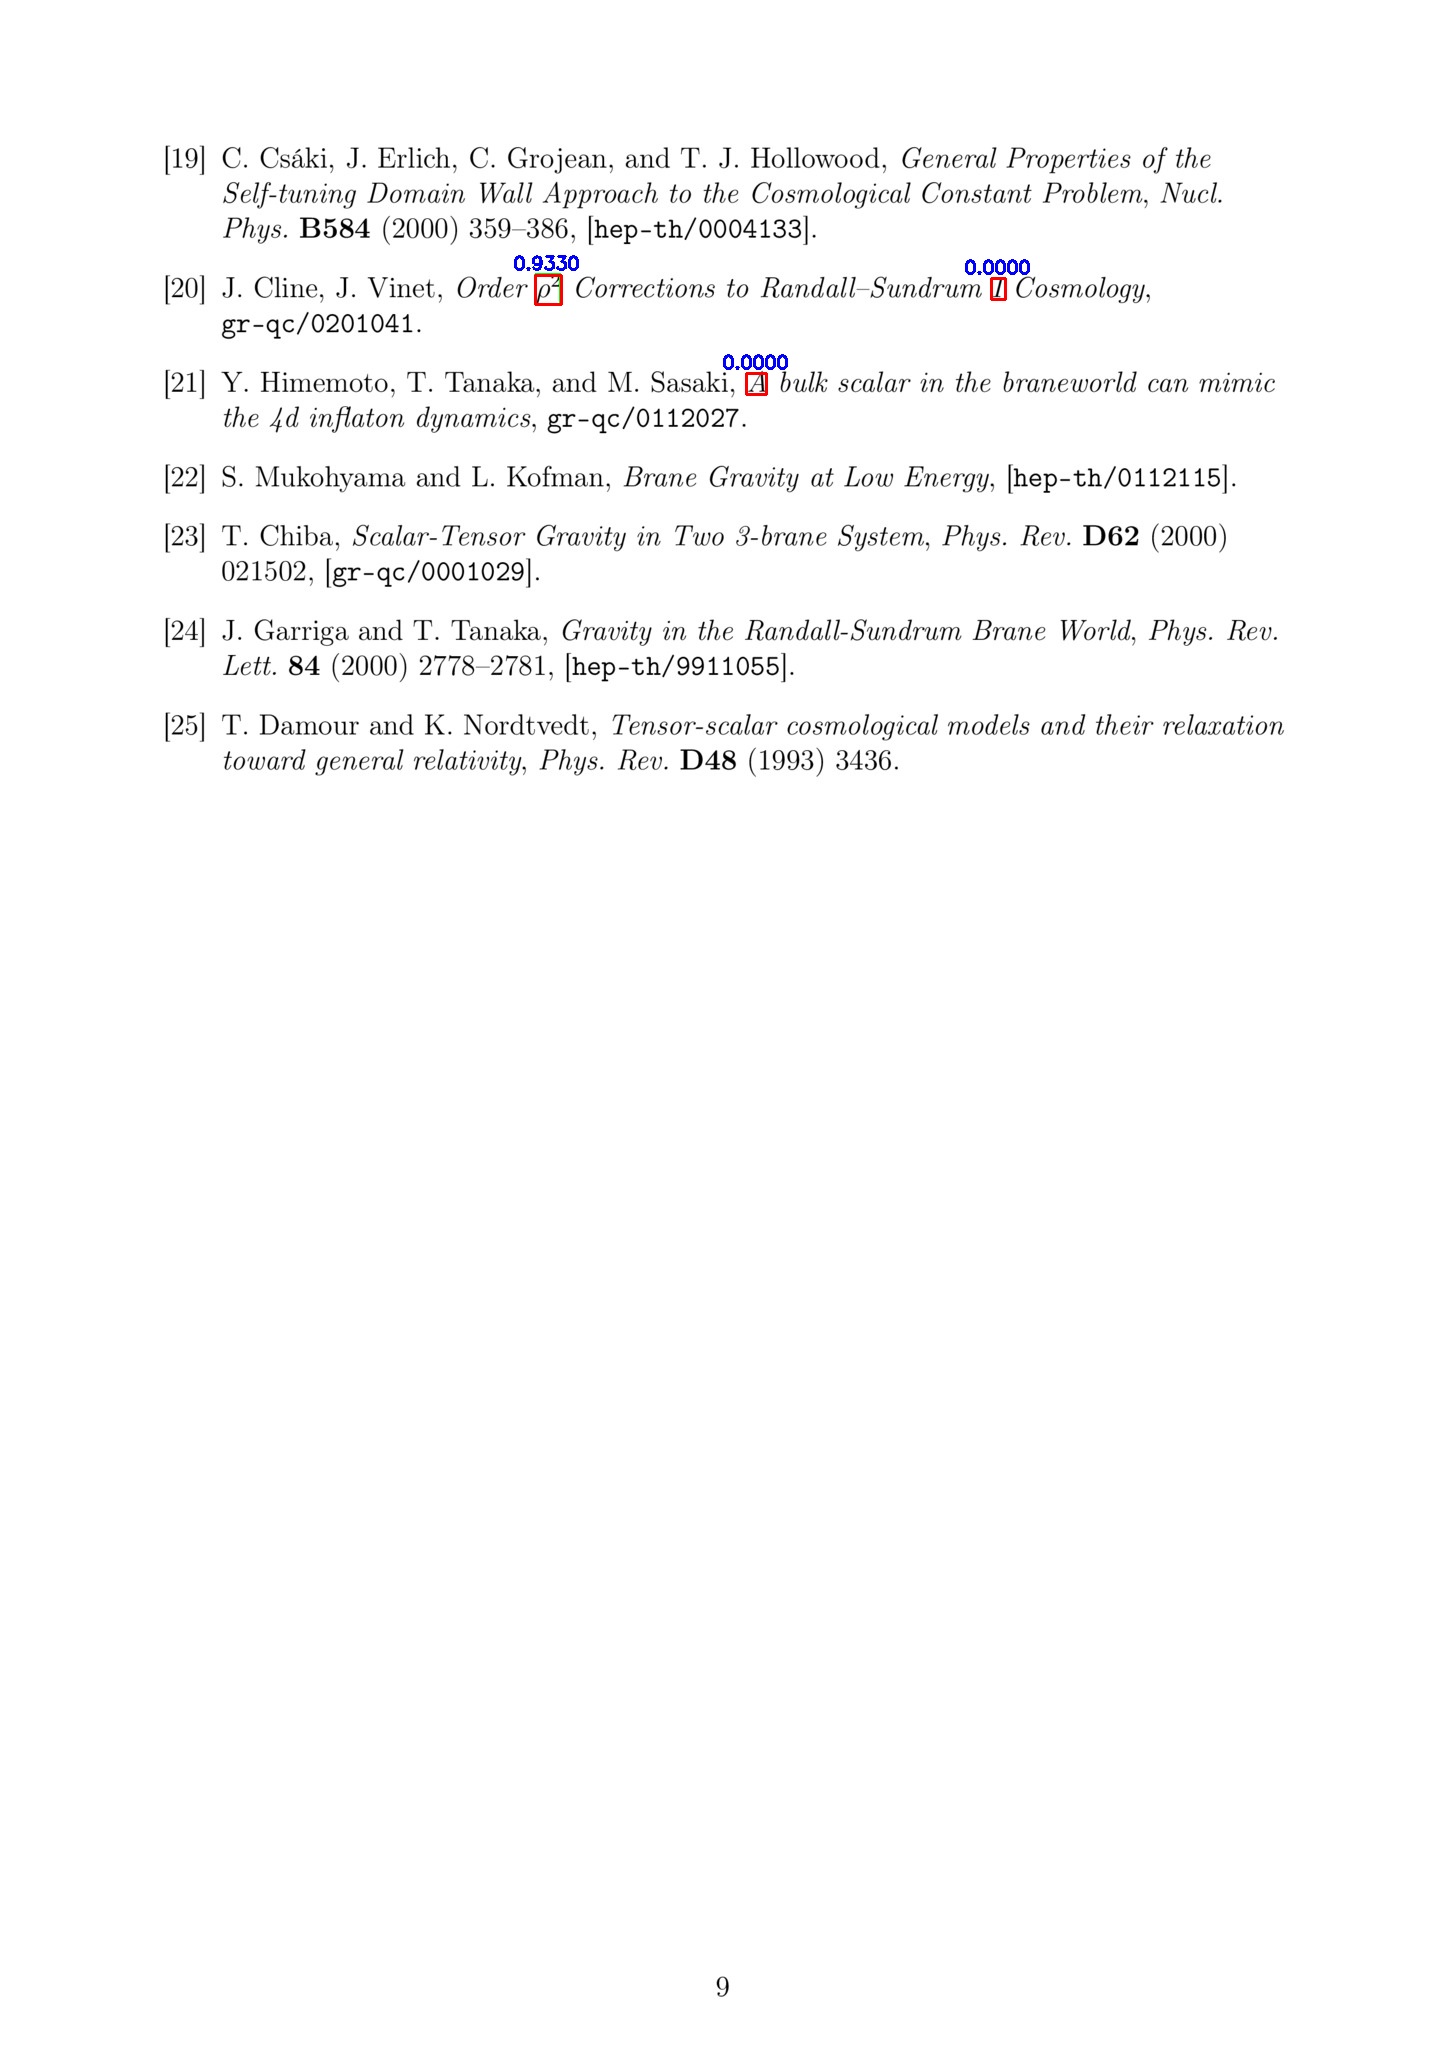 [19] C. Csáki, J. Erlich, C. Grojean, and T. J. Hollowood, General Properties of the
Self-tuning Domain Wall Approach to the Cosmological Constant Problem, Nucl.
Phys. B584 (2000) 359–386, [hep-th/0004133].
0.9330 0.0000
[20] J. Cline, J. Vinet, Order ρ² Corrections to Randall–Sundrum I Cosmology,
gr-qc/0201041.
0.0000
[21] Y. Himemoto, T. Tanaka, and M. Sasaki, A bulk scalar in the braneworld can mimic
the 4d inflaton dynamics, gr-qc/0112027.
[22] S. Mukohyama and L. Kofman, Brane Gravity at Low Energy, [hep-th/0112115].
[23] T. Chiba, Scalar-Tensor Gravity in Two 3-brane System, Phys. Rev. D62 (2000)
021502, [gr-qc/0001029].
[24] J. Garriga and T. Tanaka, Gravity in the Randall-Sundrum Brane World, Phys. Rev.
Lett. 84 (2000) 2778–2781, [hep-th/9911055].
[25] T. Damour and K. Nordtvedt, Tensor-scalar cosmological models and their relaxation
toward general relativity, Phys. Rev. D48 (1993) 3436.
9